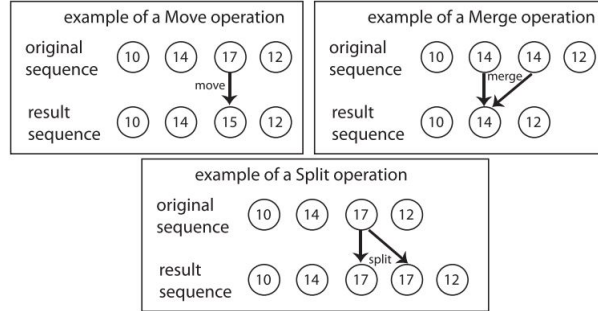 example of a Move operation
original
sequence
10 14 17 12
move
result
sequence
10 14 15 12
example of a Merge operation
original
sequence
10 14 14 12
merge
result
sequence
10 14 12
example of a Split operation
original
sequence
10 14 17 12
split
result
sequence
10 14 17 17 12